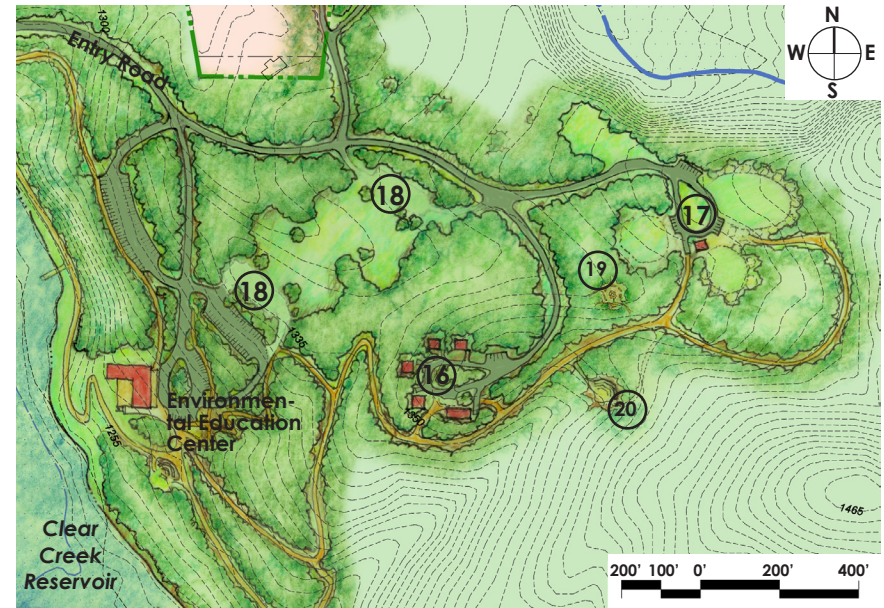 1300
N
W E
S
Entry Road
18
17
19
18
1335
16
1350
20
Environmen-
tal Education
Center
1255
1465
Clear
Creek
Reservoir
200' 100' 0' 200' 400'